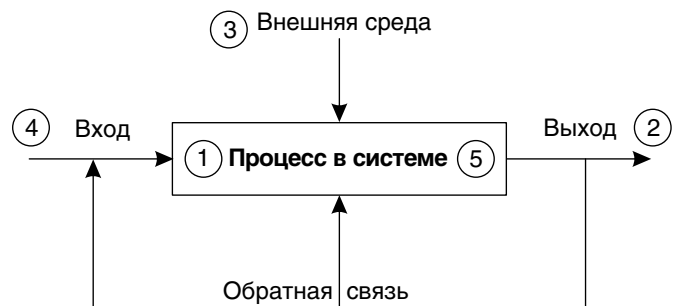 3 Внешняя среда
4 Вход
Выход 2
1 Процесс в системе 5
Обратная связь